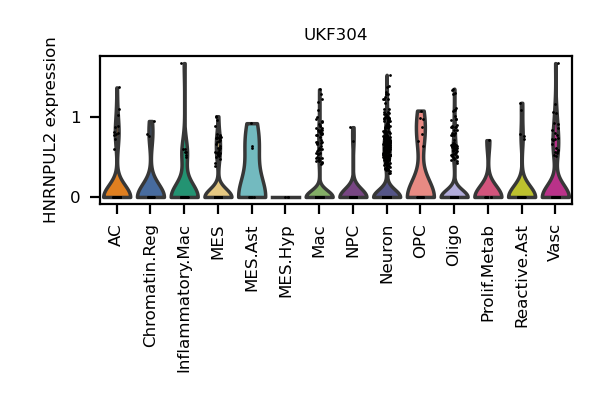 UKF304
HNRNPUL2 expression
1
0
AC
Chromatin.Reg
Inflammatory.Mac
MES
MES.Ast
MES.Hyp
Mac
NPC
Neuron
OPC
Oligo
Prolif.Metab
Reactive.Ast
Vasc